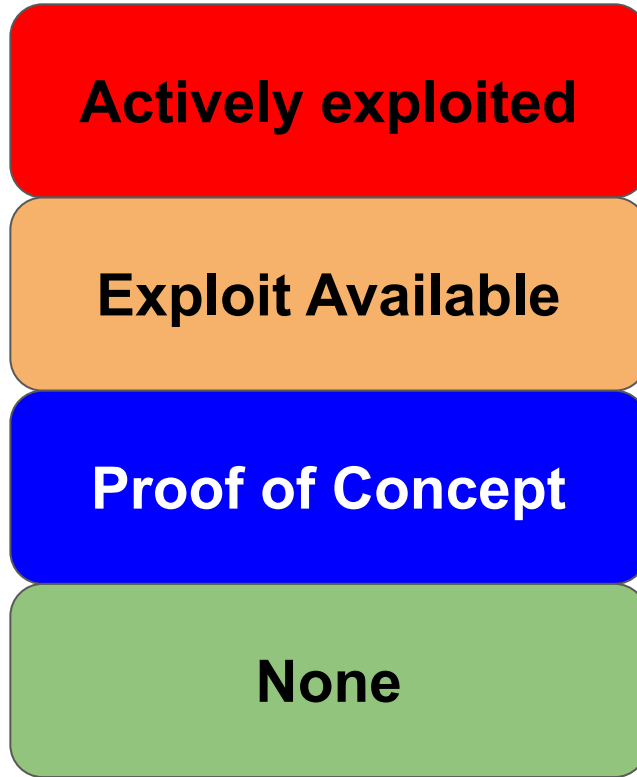 Actively exploited
Exploit Available
Proof of Concept
None